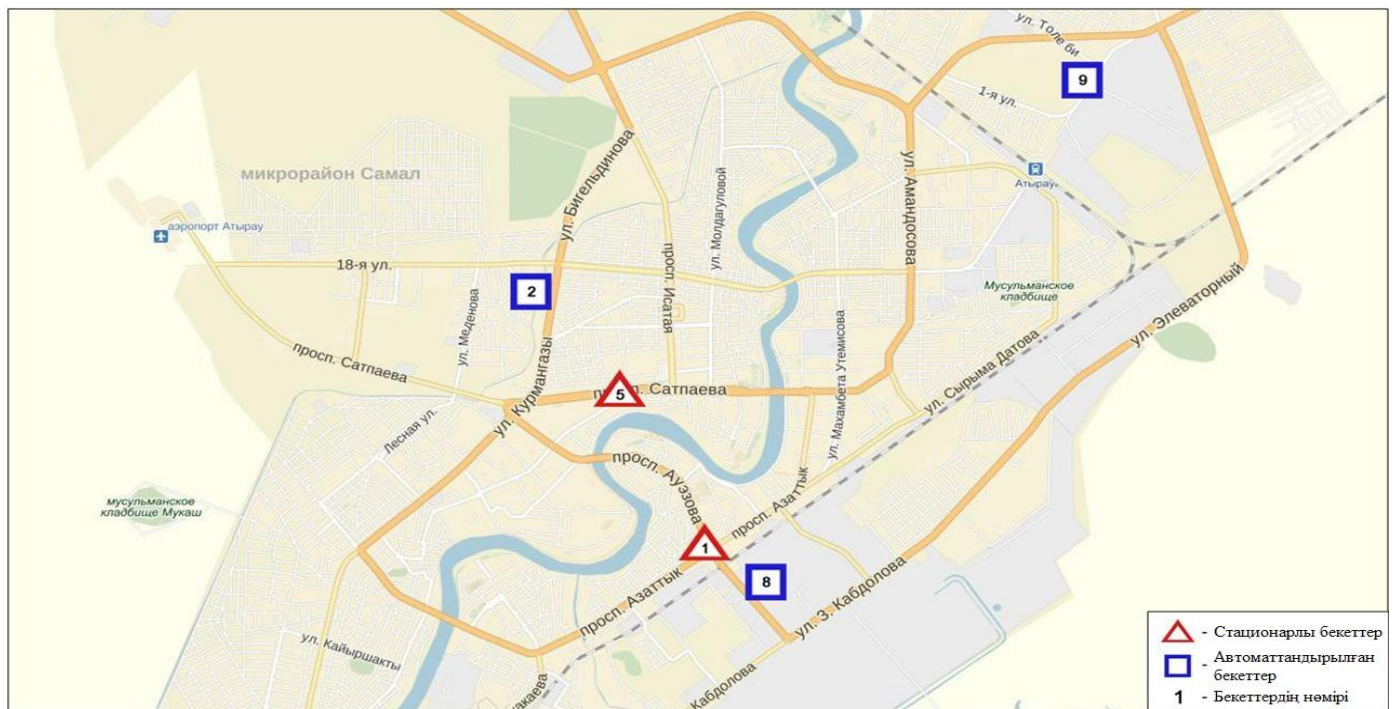 ул. Толе би
9
1-я ул.
ул. Бигельдинова
микрорайон Самал
ул. Молдагуловой
ул. Амандосова
Атырау
аэропорт Атырау
18-я ул.
2
просп. Исатая
Мусульманское
кладбище
ул. Элеваторный
ул. Меденова
ул. Махамбета Утемисова
просп. Сатпаева
ул. Курмангазы
5
Сатпаева
ул. Сырыма Датова
Лесная ул.
просп. Ауэзова
просп. Азаттык
мусульманское
кладбище Мукаш
1
8
просп. Азаттык
ул. З. Кабдолова
ул. Кайыршакты
Кабдолова
- Стационарлы бекеттер
- Автоматтандырылған
бекеттер
1 - Бекеттердің нөмірі